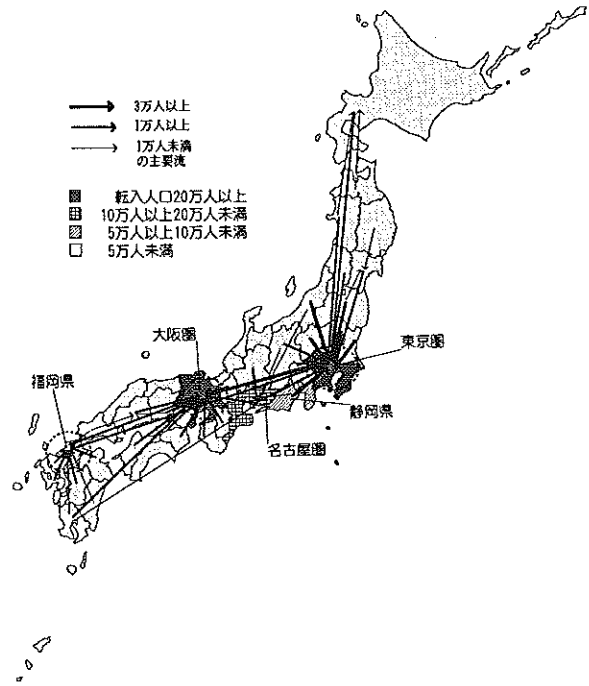 3万人以上
1万人以上
1万人未満
の主要流
転入人口20万人以上
10万人以上20万人未満
5万人以上10万人未満
5万人未満
大阪圏
東京圏
福岡県
静岡県
名古屋圏